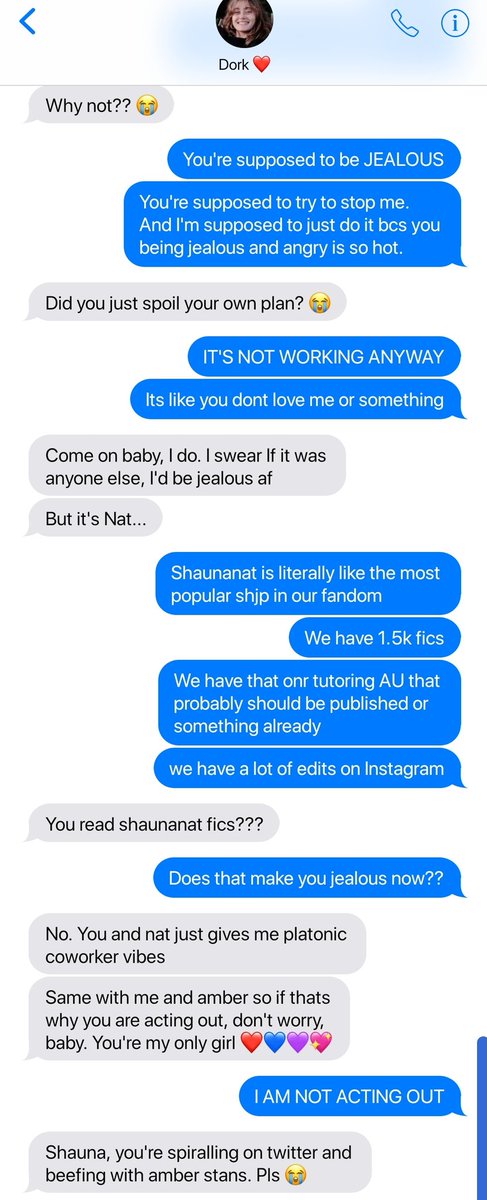 Dork ❤️
Why not?? 😭
You're supposed to be JEALOUS
You're supposed to try to stop me.
And I'm supposed to just do it bcs you
being jealous and angry is so hot.
Did you just spoil your own plan? 😭
IT'S NOT WORKING ANYWAY
Its like you dont love me or something
Come on baby, I do. I swear If it was
anyone else, I'd be jealous af
But it's Nat...
Shaunanat is literally like the most
popular shjp in our fandom
We have 1.5k fics
We have that onr tutoring AU that
probably should be published or
something already
we have a lot of edits on Instagram
You read shaunanat fics???
Does that make you jealous now??
No. You and nat just gives me platonic
coworker vibes
Same with me and amber so if thats
why you are acting out, don't worry,
baby. You're my only girl ❤️💙💜💖
I AM NOT ACTING OUT
Shauna, you're spiralling on twitter and
beefing with amber stans. Pls 😭